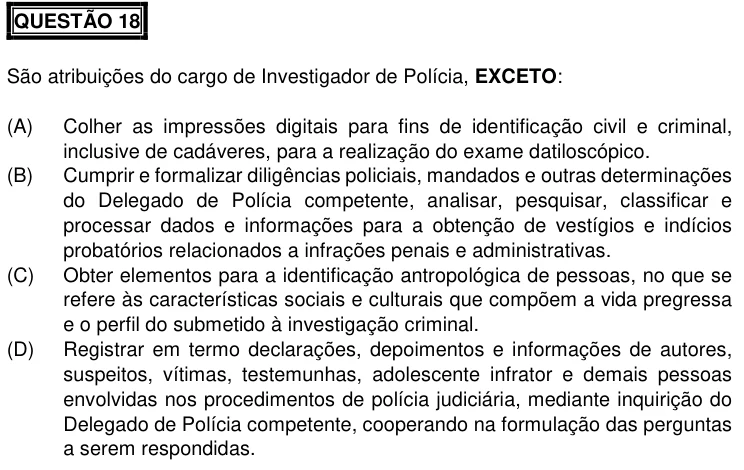 QUESTÃO 18
São atribuições do cargo de Investigador de Polícia, EXCETO:
(A) Colher as impressões digitais para fins de identificação civil e criminal,
inclusive de cadáveres, para a realização do exame datiloscópico.
(B) Cumprir e formalizar diligências policiais, mandados e outras determinações
do Delegado de Polícia competente, analisar, pesquisar, classificar e
processar dados e informações para a obtenção de vestígios e indícios
probatórios relacionados a infrações penais e administrativas.
(C) Obter elementos para a identificação antropológica de pessoas, no que se
refere às características sociais e culturais que compõem a vida pregressa
e o perfil do submetido à investigação criminal.
(D) Registrar em termo declarações, depoimentos e informações de autores,
suspeitos, vítimas, testemunhas, adolescente infrator e demais pessoas
envolvidas nos procedimentos de polícia judiciária, mediante inquirição do
Delegado de Polícia competente, cooperando na formulação das perguntas
a serem respondidas.